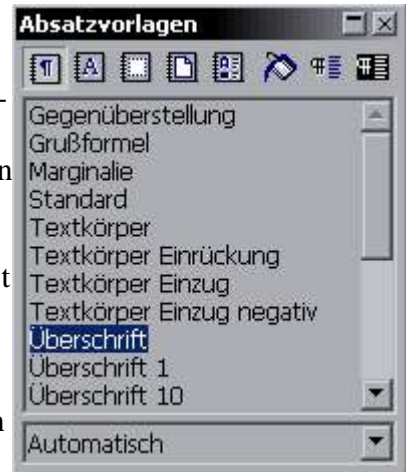 Absatzvorlagen
-
Gegenüberstellung
Grußformel
n
Marginalie
Standard
Textkörper
Textkörper Einrückung
t
Textkörper Einzug
Textkörper Einzug negativ
Überschrift
Überschrift 1
Überschrift 10
n
Automatisch